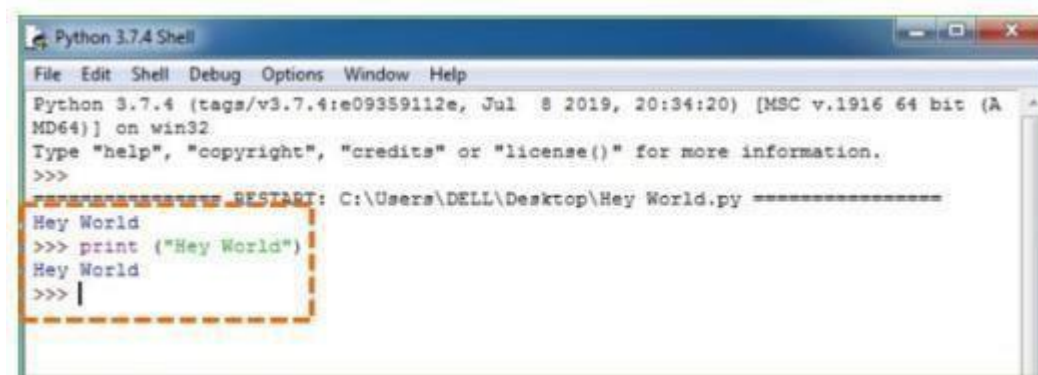 Python 3.7.4 Shell
File Edit Shell Debug Options Window Help
Python 3.7.4 (tags/v3.7.4:e09359112e, Jul  8 2019, 20:34:20) [MSC v.1916 64 bit (A
MD64)] on win32
Type "help", "copyright", "credits" or "license()" for more information.
>>>
================ RESTART: C:\Users\DELL\Desktop\Hey World.py ================
Hey World
>>> print ("Hey World")
Hey World
>>>